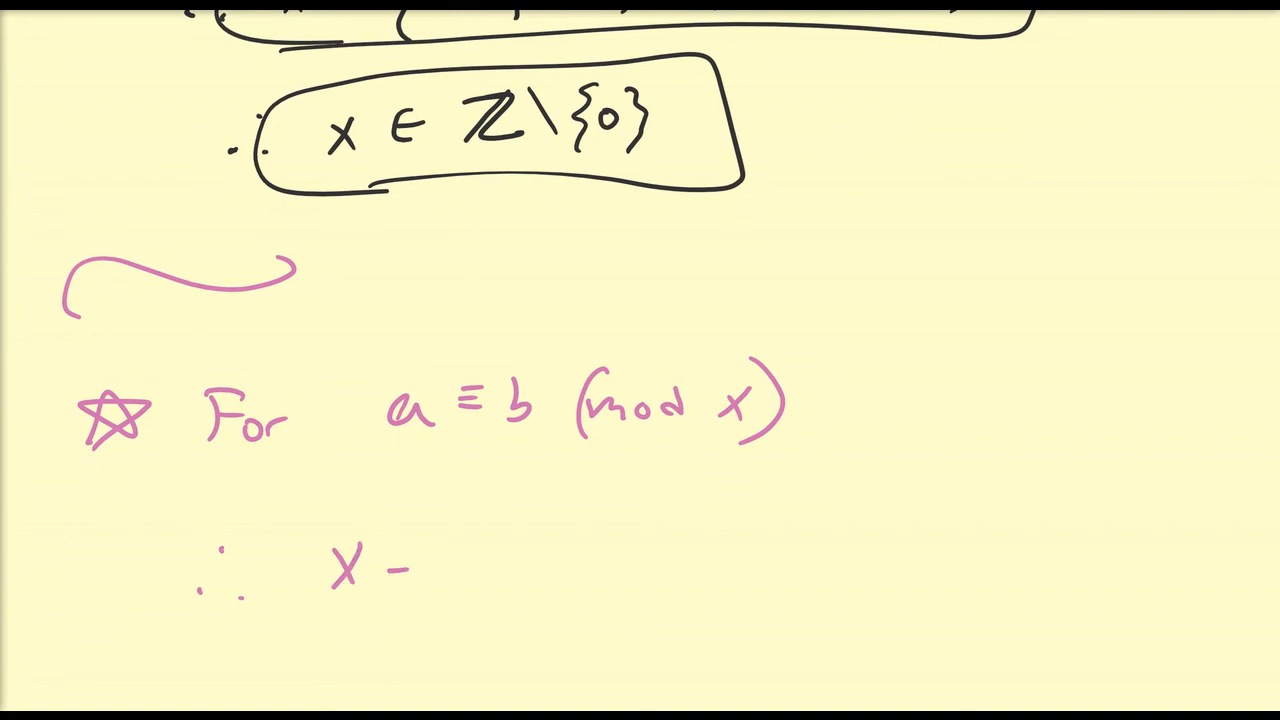 ∴ x ∈ ℤ\{0}
☆ For a ≡ b (mod x)
∴ x -